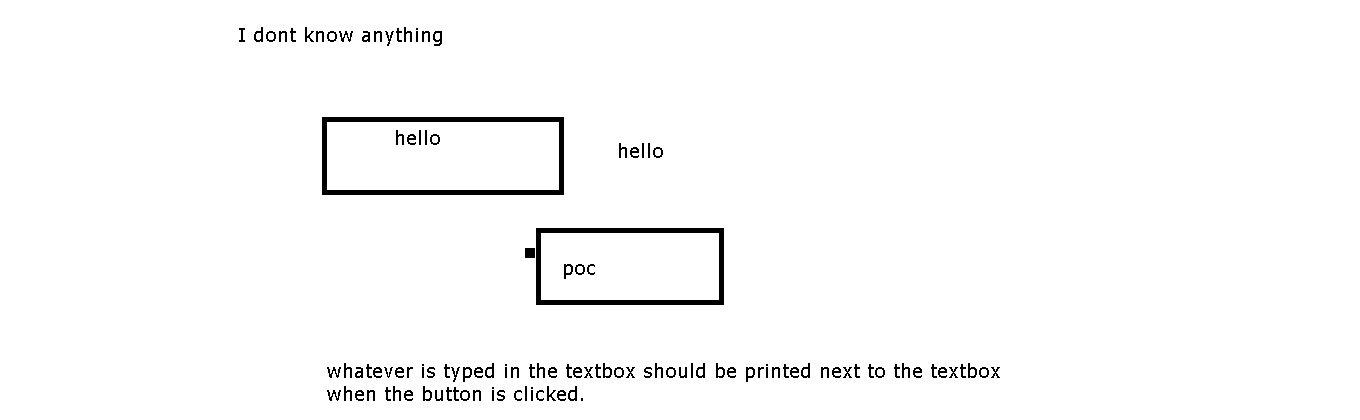 I dont know anything
hello
hello
poc
whatever is typed in the textbox should be printed next to the textbox
when the button is clicked.